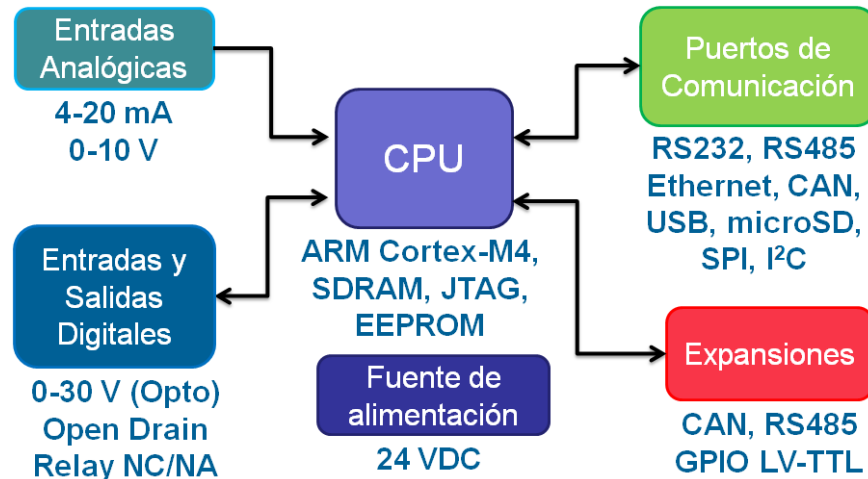 Entradas
Analógicas
4-20 mA
0-10 V
Entradas y
Salidas
Digitales
0-30 V (Opto)
Open Drain
Relay NC/NA
CPU
ARM Cortex-M4,
SDRAM, JTAG,
EEPROM
Fuente de
alimentación
24 VDC
Puertos de
Comunicación
RS232, RS485
Ethernet, CAN,
USB, microSD,
SPI, I²C
Expansiones
CAN, RS485
GPIO LV-TTL